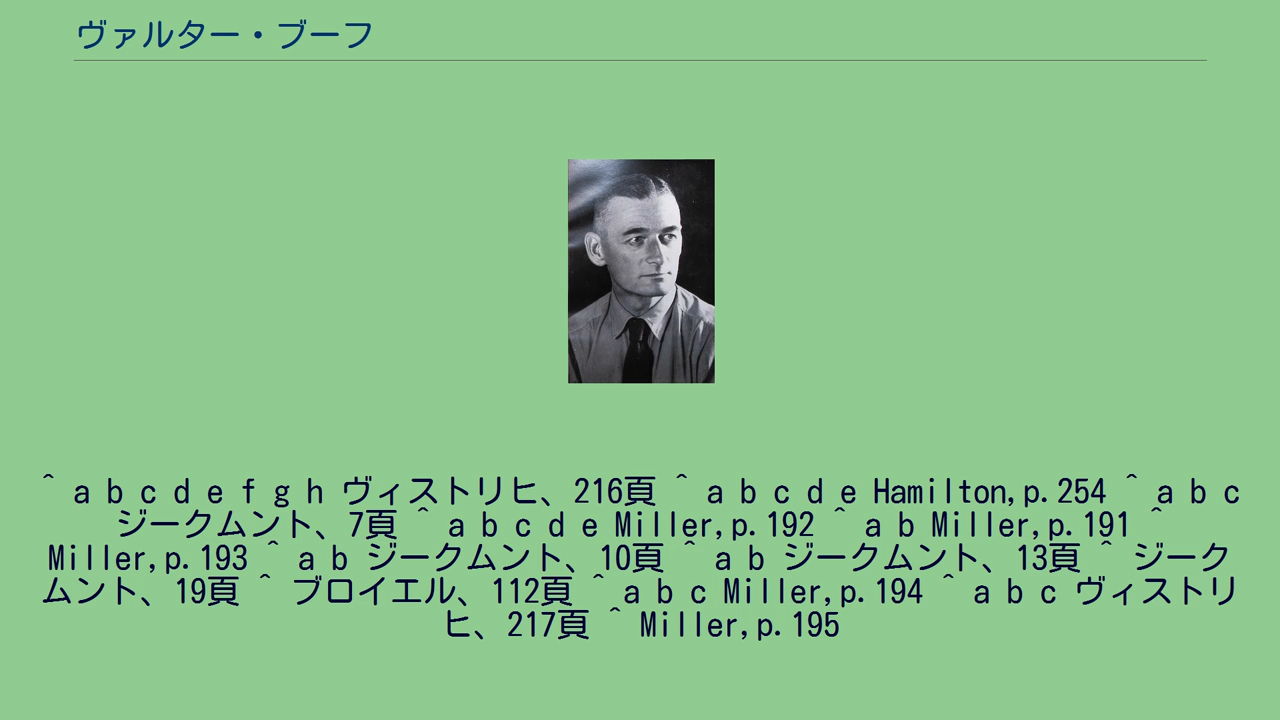 ヴァルター・ブーフ
^ a b c d e f g h ヴィストリヒ、216頁 ^ a b c d e Hamilton,p.254 ^ a b c
ジークムント、7頁 ^ a b c d e Miller,p.192 ^ a b Miller,p.191 ^
Miller,p.193 ^ a b ジークムント、10頁 ^ a b ジークムント、13頁 ^ ジーク
ムント、19頁 ^ ブロイエル、112頁 ^ a b c Miller,p.194 ^ a b c ヴィストリ
ヒ、217頁 ^ Miller,p.195